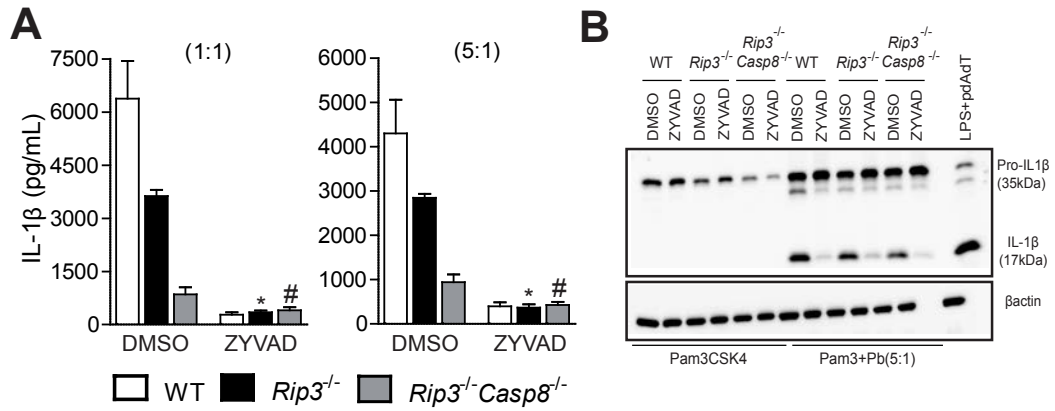 A
(1:1)
(5:1)
IL-1β (pg/mL)
7500
6000
4500
3000
1500
0
6000
5000
4000
3000
2000
1000
0
*
#
*
#
DMSO
ZYVAD
DMSO
ZYVAD
WT
Rip3-/-
Rip3-/-Casp8-/-
B
WT
Rip3-/-
Rip3-/-
Casp8-/-
WT
Rip3-/-
Rip3-/-
Casp8-/-
LPS+pdAdT
DMSO
ZYVAD
DMSO
ZYVAD
DMSO
ZYVAD
DMSO
ZYVAD
DMSO
ZYVAD
DMSO
ZYVAD
Pro-IL1β
(35kDa)
IL-1β
(17kDa)
βactin
Pam3CSK4
Pam3+Pb(5:1)